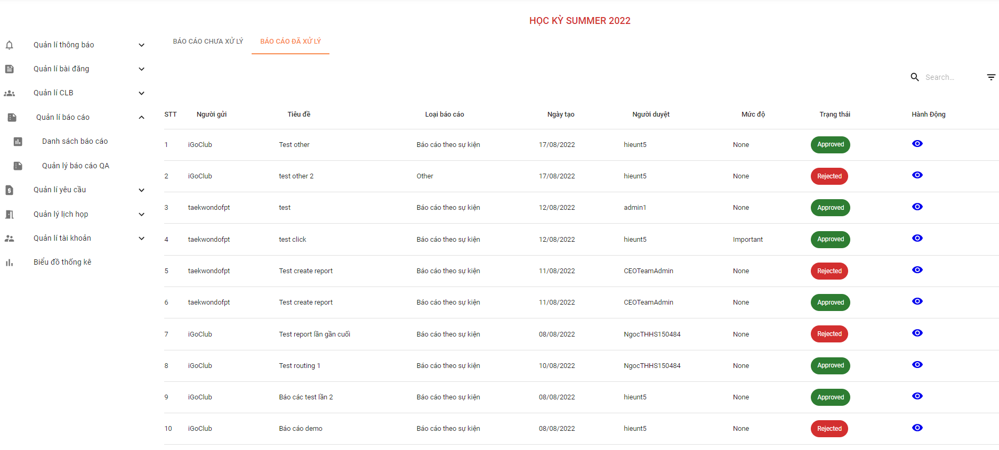 HỌC KỲ SUMMER 2022
Quản lí thông báo
Quản lí bài đăng
Quản lí CLB
Quản lí báo cáo
Danh sách báo cáo
Quản lý báo cáo QA
Quản lí yêu cầu
Quản lý lịch họp
Quản lí tài khoản
Biểu đồ thống kê
BÁO CÁO CHƯA XỬ LÝ BÁO CÁO ĐÃ XỬ LÝ
Search...
STT Người gửi Tiêu đề Loại báo cáo Ngày tạo Người duyệt Mức độ Trạng thái Hành Động
1 iGoClub Test other Báo cáo theo sự kiện 17/08/2022 hieunt5 None Approved
2 iGoClub test other 2 Other 17/08/2022 hieunt5 None Rejected
3 taekwondofpt test Báo cáo theo sự kiện 12/08/2022 admin1 None Approved
4 taekwondofpt test click Báo cáo theo sự kiện 12/08/2022 hieunt5 Important Approved
5 taekwondofpt Test create report Báo cáo theo sự kiện 11/08/2022 CEOTeamAdmin None Rejected
6 taekwondofpt Test create report Báo cáo theo sự kiện 11/08/2022 CEOTeamAdmin None Approved
7 iGoClub Test report lần gần cuối Báo cáo theo sự kiện 08/08/2022 NgocTHHS150484 None Rejected
8 iGoClub Test routing 1 Báo cáo theo sự kiện 10/08/2022 NgocTHHS150484 None Approved
9 iGoClub Báo các test lần 2 Báo cáo theo sự kiện 08/08/2022 hieunt5 None Approved
10 iGoClub Báo cáo demo Báo cáo theo sự kiện 08/08/2022 hieunt5 None Rejected